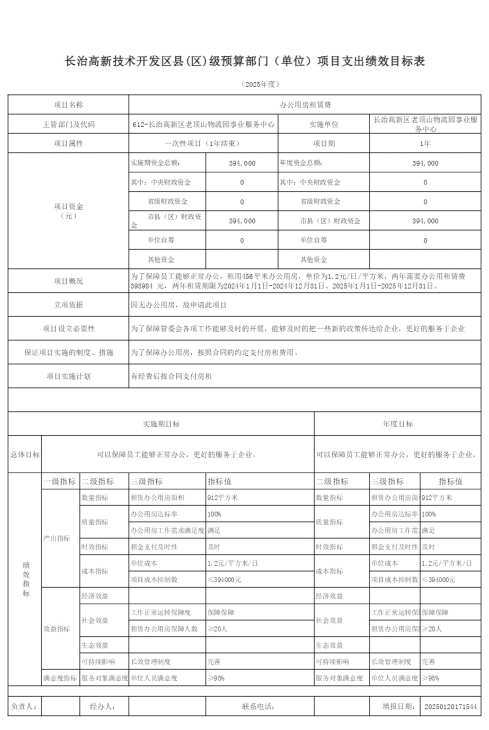 长治高新技术开发区县(区)级预算部门（单位）项目支出绩效目标表
（2025年度）
项目名称 办公用房租赁费
主管部门及代码 612-长治高新区老顶山物流园事业服务中心 实施单位 长治高新区老顶山物流园事业服务中心
项目属性 一次性项目（1年结束） 项目期 1年
项目资金（元） 实施期资金总额: 394,000 年度资金总额: 394,000
其中: 中央财政资金 0 其中: 中央财政资金 0
省级财政资金 0 省级财政资金 0
市县（区）财政资金 394,000 市县（区）财政资金 394,000
单位自筹 0 单位自筹 0
其他资金 其他资金
项目概况 为了保障员工能够正常办公, 租用456平米办公用房, 单价为1.2元/日/平方米, 两年需要办公用租赁费
393984 元, 两年租赁期限为2024年1月1日-2024年12月31日、2025年1月1日-2025年12月31日。
立项依据 因无办公用房, 故申请此项目
项目设立必要性 为了保障管委会各项工作能够及时的开展, 能够及时的把一些新的政策传达给企业, 更好的服务于企业
保证项目实施的制度、措施 为了保障办公用房, 按照合同的约定支付房租费用。
项目实施计划 有经费后按合同支付房租
实施期目标 年度目标
总体目标 可以保障员工能够正常办公, 更好的服务于企业。 可以保障员工能够正常办公, 更好的服务于企业。
绩效指标 一级指标 二级指标 三级指标 指标值 二级指标 三级指标 指标值
产出指标 数量指标 租赁办公用房面积 912平方米 数量指标 租赁办公用房面 912平方米
质量指标 办公用房达标率 100% 质量指标 办公用房达标率 100%
办公用房工作需求满足度 满足 办公用房工作需 满足
时效指标 租金支付及时性 及时 时效指标 租金支付及时性 及时
成本指标 单位成本 1.2元/平方米/日 成本指标 单位成本 1.2元/平方米/日
项目成本控制数 ≤394000元 项目成本控制数 ≤394000元
效益指标 经济效益 经济效益
社会效益 工作正常运转保障度 保障保障 社会效益 工作正常运转保 保障保障
租赁办公用房保障人数 ≥20人 租赁办公用房保 ≥20人
生态效益 生态效益
可持续影响 长效管理制度 完善 可持续影响 长效管理制度 完善
满意度指标 服务对象满意度 单位人员满意度 ≥98% 服务对象满意度 单位人员满意度 ≥98%
负责人: 经办人: 联系电话: 填报日期: 20250120171544